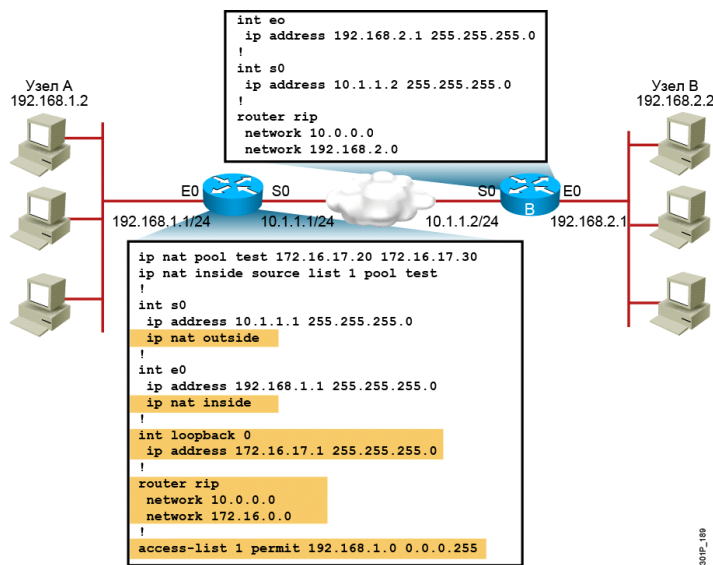 int eo
ip address 192.168.2.1 255.255.255.0
!
int s0
ip address 10.1.1.2 255.255.255.0
!
router rip
network 10.0.0.0
network 192.168.2.0
Узел A
192.168.1.2
Узел B
192.168.2.2
E0
S0
S0
E0
B
192.168.1.1/24
10.1.1.1/24
10.1.1.2/24
192.168.2.1
ip nat pool test 172.16.17.20 172.16.17.30
ip nat inside source list 1 pool test
!
int s0
ip address 10.1.1.1 255.255.255.0
ip nat outside
!
int e0
ip address 192.168.1.1 255.255.255.0
ip nat inside
!
int loopback 0
ip address 172.16.17.1 255.255.255.0
!
router rip
network 10.0.0.0
network 172.16.0.0
!
access-list 1 permit 192.168.1.0 0.0.0.255
301P_189